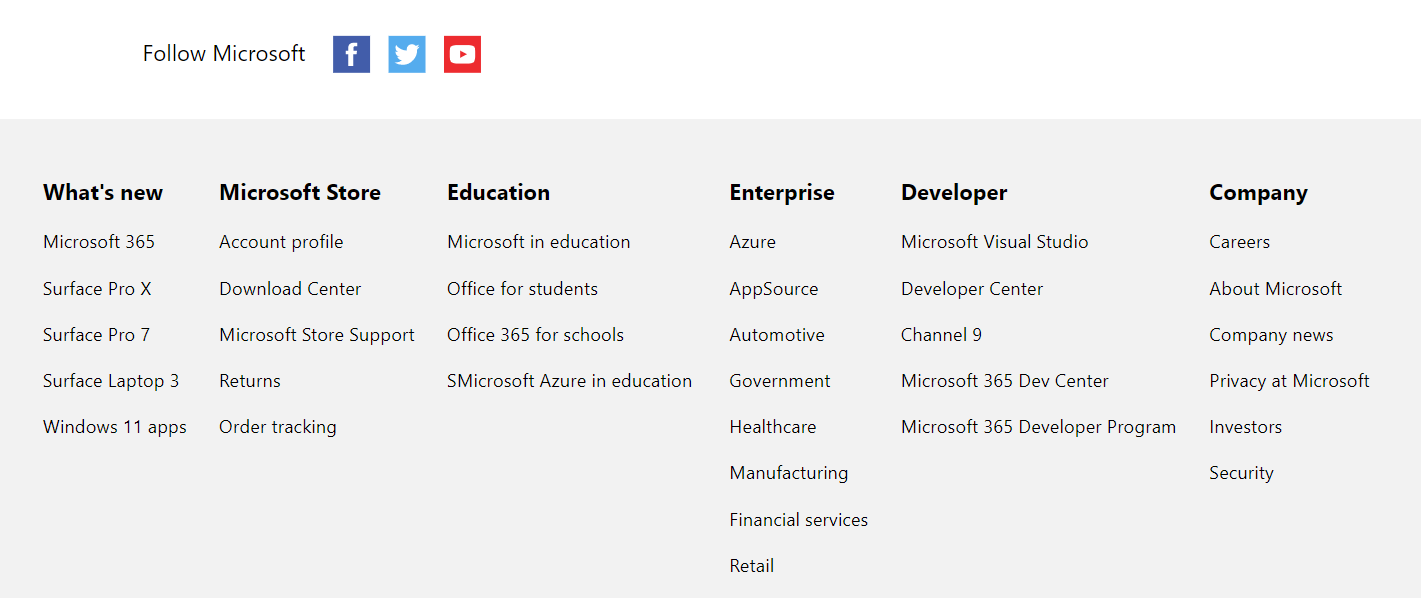 Follow Microsoft
What's new
Microsoft 365
Surface Pro X
Surface Pro 7
Surface Laptop 3
Windows 11 apps
Microsoft Store
Account profile
Download Center
Microsoft Store Support
Returns
Order tracking
Education
Microsoft in education
Office for students
Office 365 for schools
SMicrosoft Azure in education
Enterprise
Azure
AppSource
Automotive
Government
Healthcare
Manufacturing
Financial services
Retail
Developer
Microsoft Visual Studio
Developer Center
Channel 9
Microsoft 365 Dev Center
Microsoft 365 Developer Program
Company
Careers
About Microsoft
Company news
Privacy at Microsoft
Investors
Security